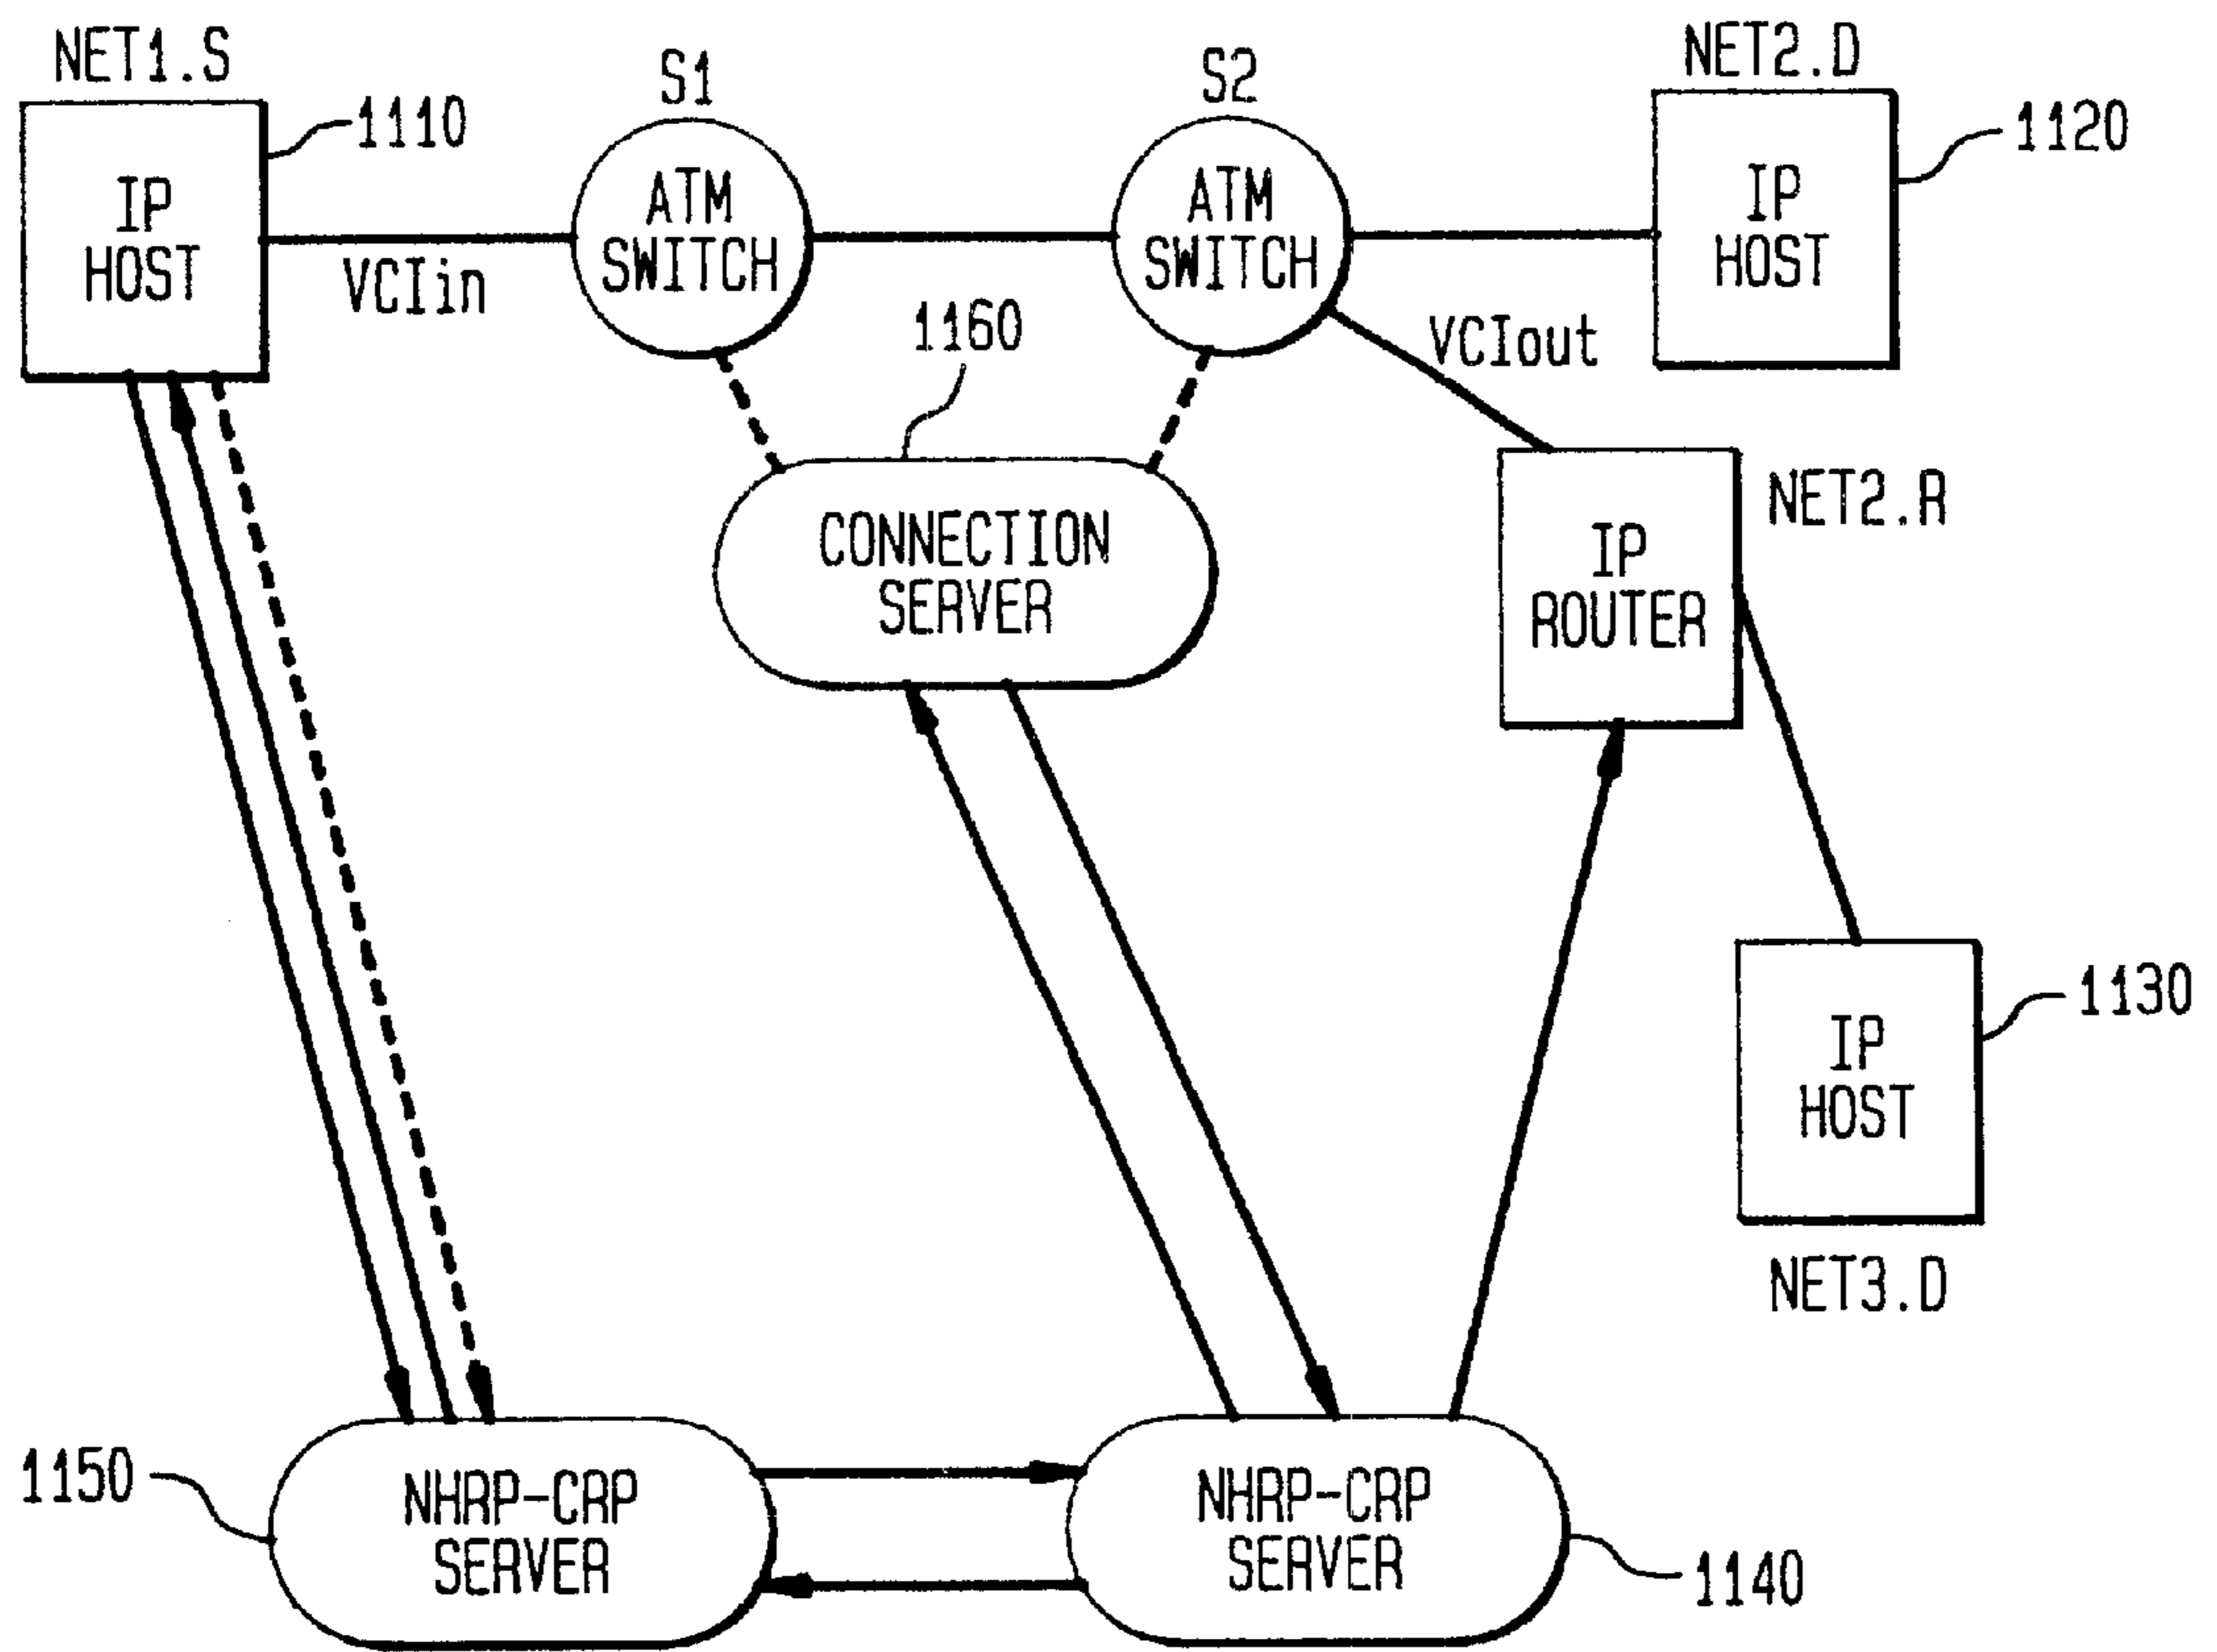 NET1.S
S1
S2
NET2.D
1110
1120
IP
HOST
ATM
SWITCH
ATM
SWITCH
IP
HOST
VCIin
1160
VCIout
CONNECTION
SERVER
NET2.R
IP
ROUTER
1130
IP
HOST
NET3.D
1150
NHRP-CRP
SERVER
NHRP-CRP
SERVER
1140